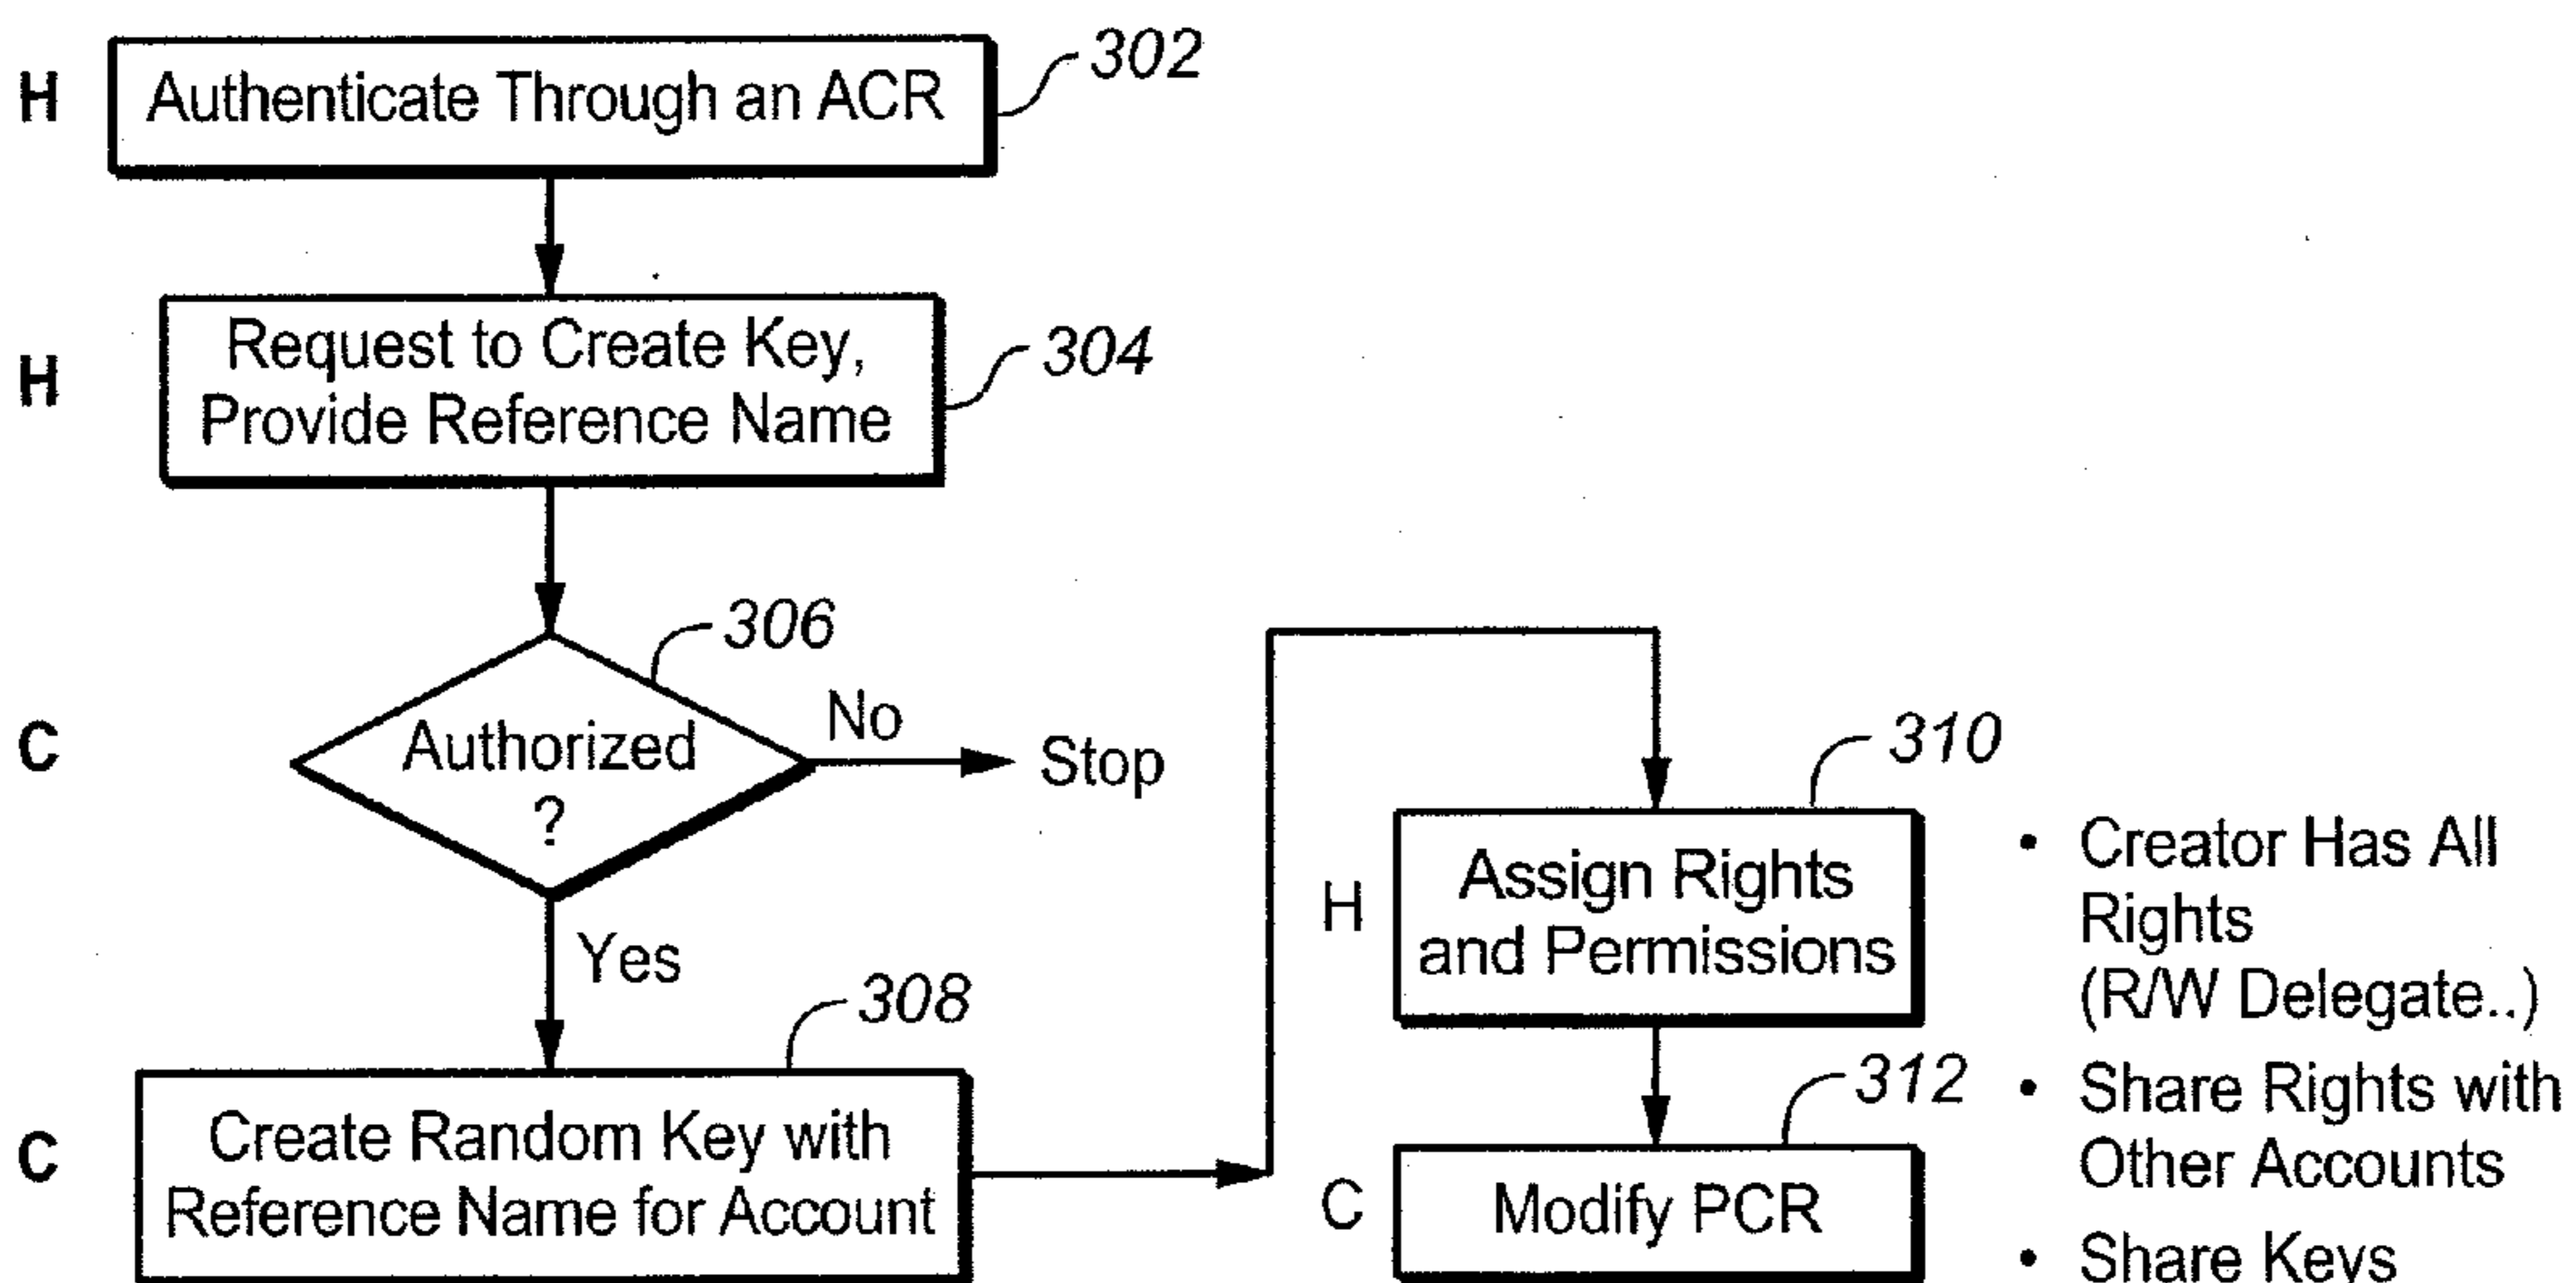 302
H
Authenticate Through an ACR
304
H
Request to Create Key,
Provide Reference Name
306
C
Authorized
?
No
Stop
Yes
308
C
Create Random Key with
Reference Name for Account
310
H
Assign Rights
and Permissions
312
C
Modify PCR
• Creator Has All
Rights
(R/W Delegate..)
• Share Rights with
Other Accounts
• Share Keys